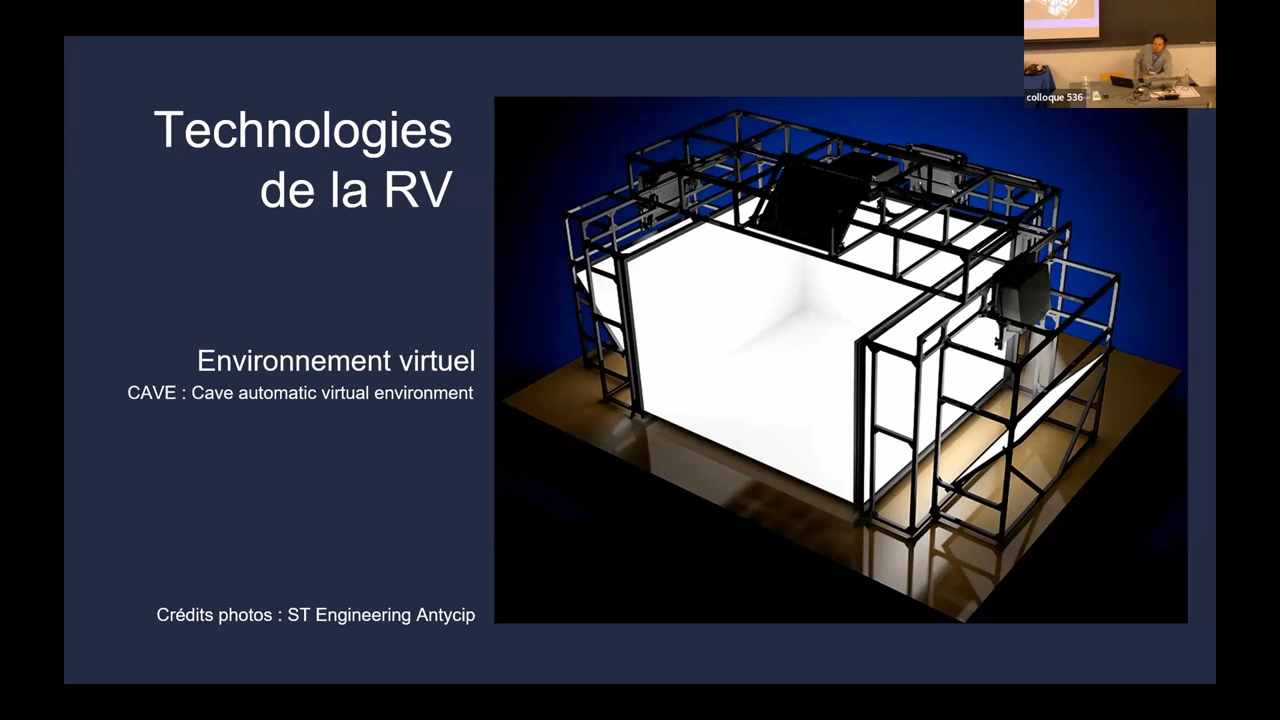 Technologies
de la RV
Environnement virtuel
CAVE : Cave automatic virtual environment
Crédits photos : ST Engineering Antycip
colloque 536